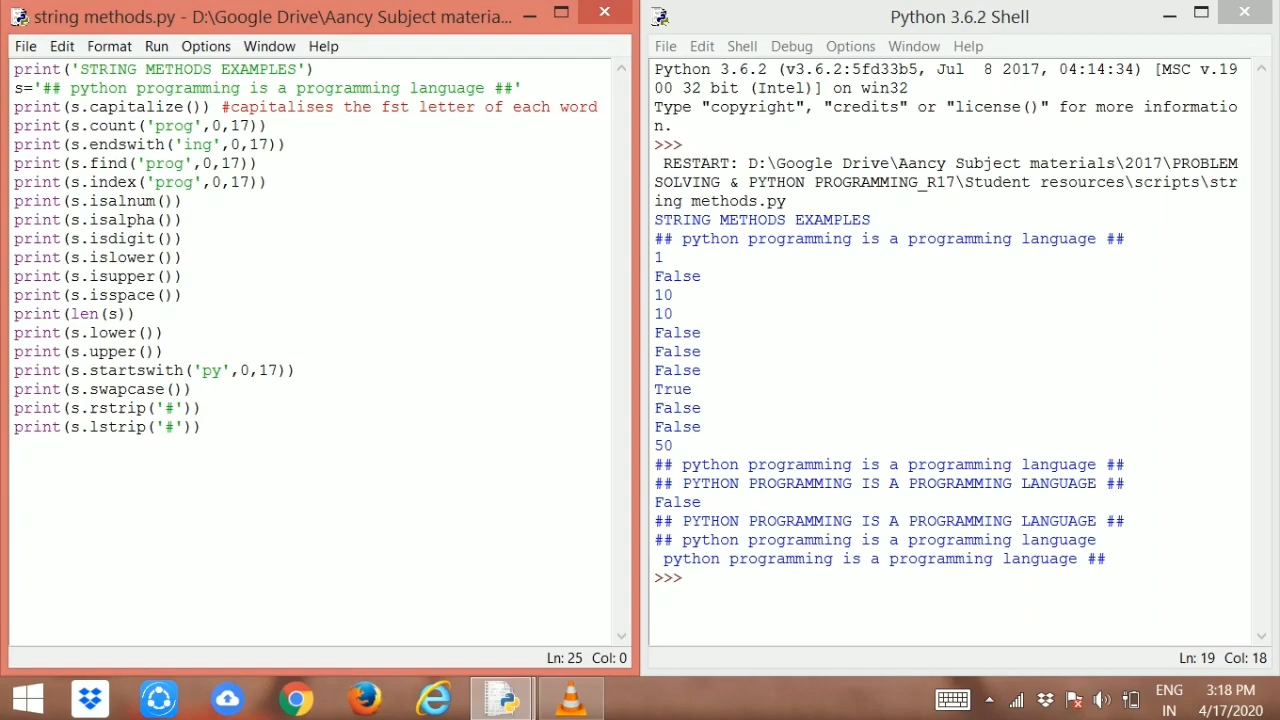 string methods.py - D:\Google Drive\Aancy Subject materia...
File Edit Format Run Options Window Help
print('STRING METHODS EXAMPLES')
s='## python programming is a programming language ##'
print(s.capitalize()) #capitalises the fst letter of each word
print(s.count('prog',0,17))
print(s.endswith('ing',0,17))
print(s.find('prog',0,17))
print(s.index('prog',0,17))
print(s.isalnum())
print(s.isalpha())
print(s.isdigit())
print(s.islower())
print(s.isupper())
print(s.isspace())
print(len(s))
print(s.lower())
print(s.upper())
print(s.startswith('py',0,17))
print(s.swapcase())
print(s.rstrip('#'))
print(s.lstrip('#'))
Ln: 25 Col: 0
Python 3.6.2 Shell
File Edit Shell Debug Options Window Help
Python 3.6.2 (v3.6.2:5fd33b5, Jul  8 2017, 04:14:34) [MSC v.19
00 32 bit (Intel)] on win32
Type "copyright", "credits" or "license()" for more informatio
n.
>>>
 RESTART: D:\Google Drive\Aancy Subject materials\2017\PROBLEM
SOLVING & PYTHON PROGRAMMING_R17\Student resources\scripts\str
ing methods.py
STRING METHODS EXAMPLES
## python programming is a programming language ##
1
False
10
10
False
False
False
True
False
False
50
## python programming is a programming language ##
## PYTHON PROGRAMMING IS A PROGRAMMING LANGUAGE ##
False
## PYTHON PROGRAMMING IS A PROGRAMMING LANGUAGE ##
## python programming is a programming language
 python programming is a programming language ##
>>>
Ln: 19 Col: 18
ENG 3:18 PM
IN 4/17/2020